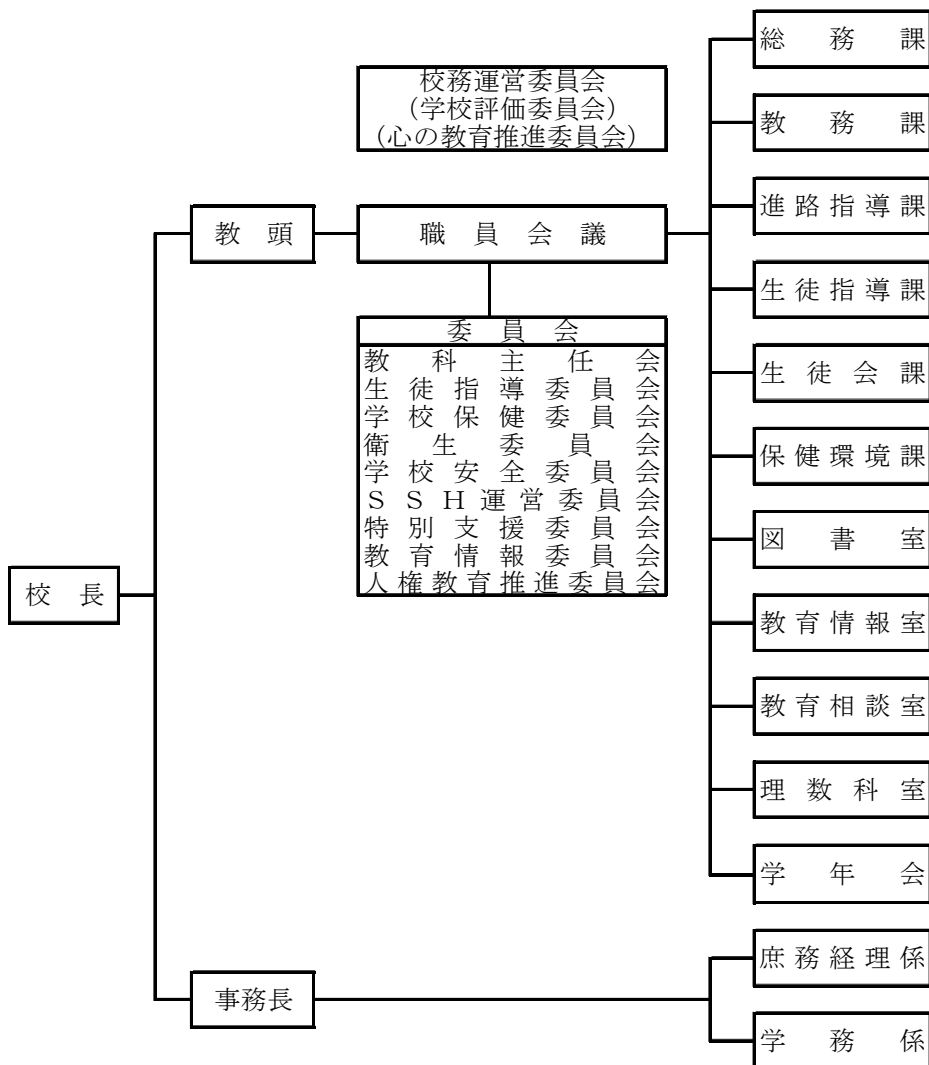 総務課
校務運営委員会
(学校評価委員会)
(心の教育推進委員会)
教務課
進路指導課
教頭
職員会議
生徒指導課
委員会
教科主任会
生徒指導委員会
学校保健委員会
衛生委員会
学校安全委員会
SSH運営委員会
特別支援委員会
教育情報委員会
人権教育推進委員会
生徒会課
保健環境課
図書室
校長
教育情報室
教育相談室
理数科室
学年会
庶務経理係
事務長
学務係